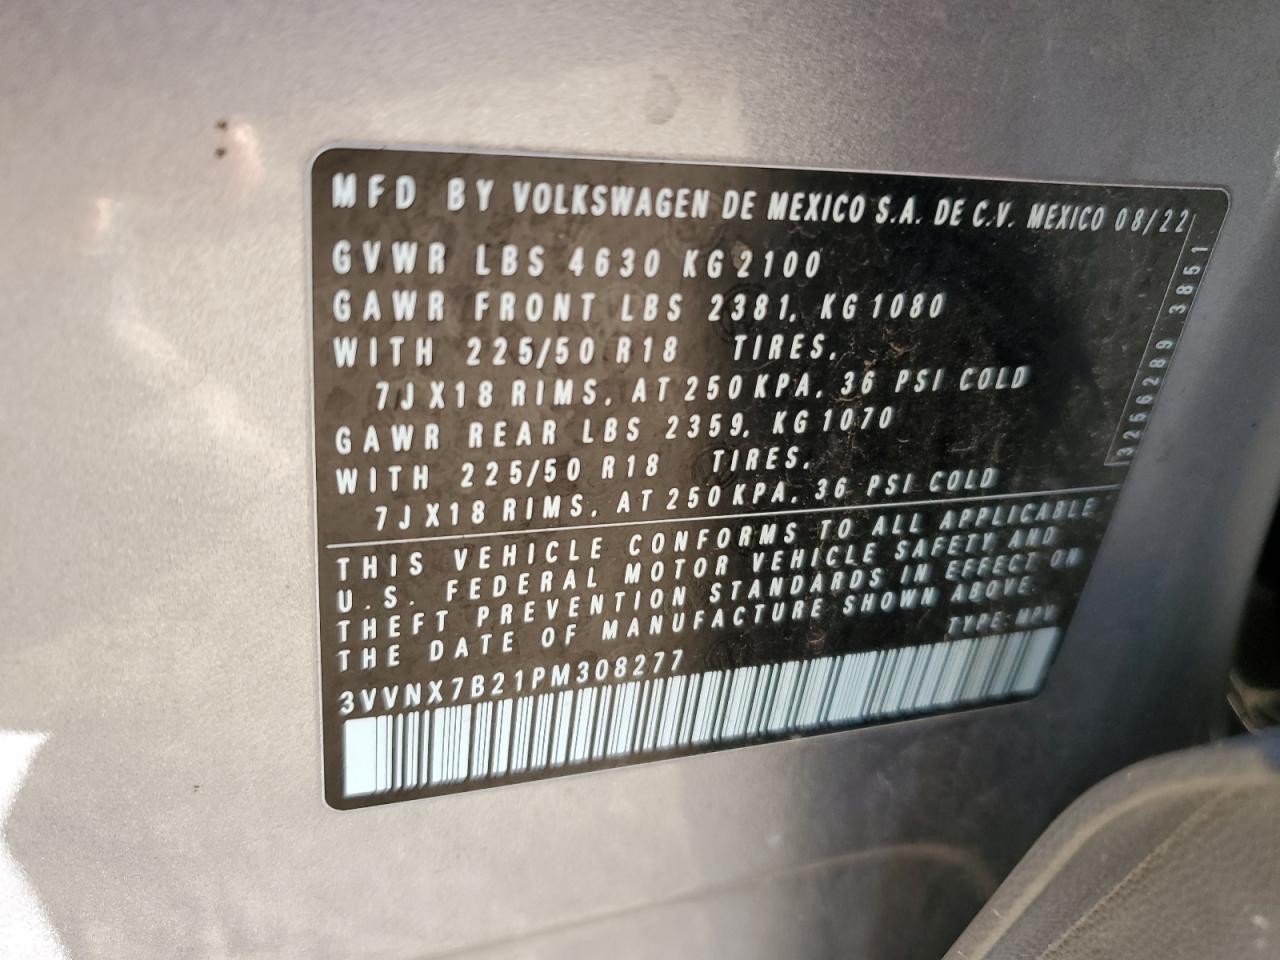 MFD BY VOLKSWAGEN DE MEXICO S.A. DE C.V. MEXICO 08/22
GVWR LBS 4630 KG 2100
GAWR FRONT LBS 2381, KG 1080
WITH 225/50 R18 TIRES,
7J X18 RIMS, AT 250 KPA, 36 PSI COLD
GAWR REAR LBS 2359, KG 1070
WITH 225/50 R18 TIRES,
7J X18 RIMS, AT 250 KPA, 36 PSI COLD
3256289 3851
THIS VEHICLE CONFORMS TO ALL APPLICABLE
U.S. FEDERAL MOTOR VEHICLE SAFETY AND
THEFT PREVENTION STANDARDS IN EFFECT ON
THE DATE OF MANUFACTURE SHOWN ABOVE.
TYPE: MPV
3VVNX7B21PM308277